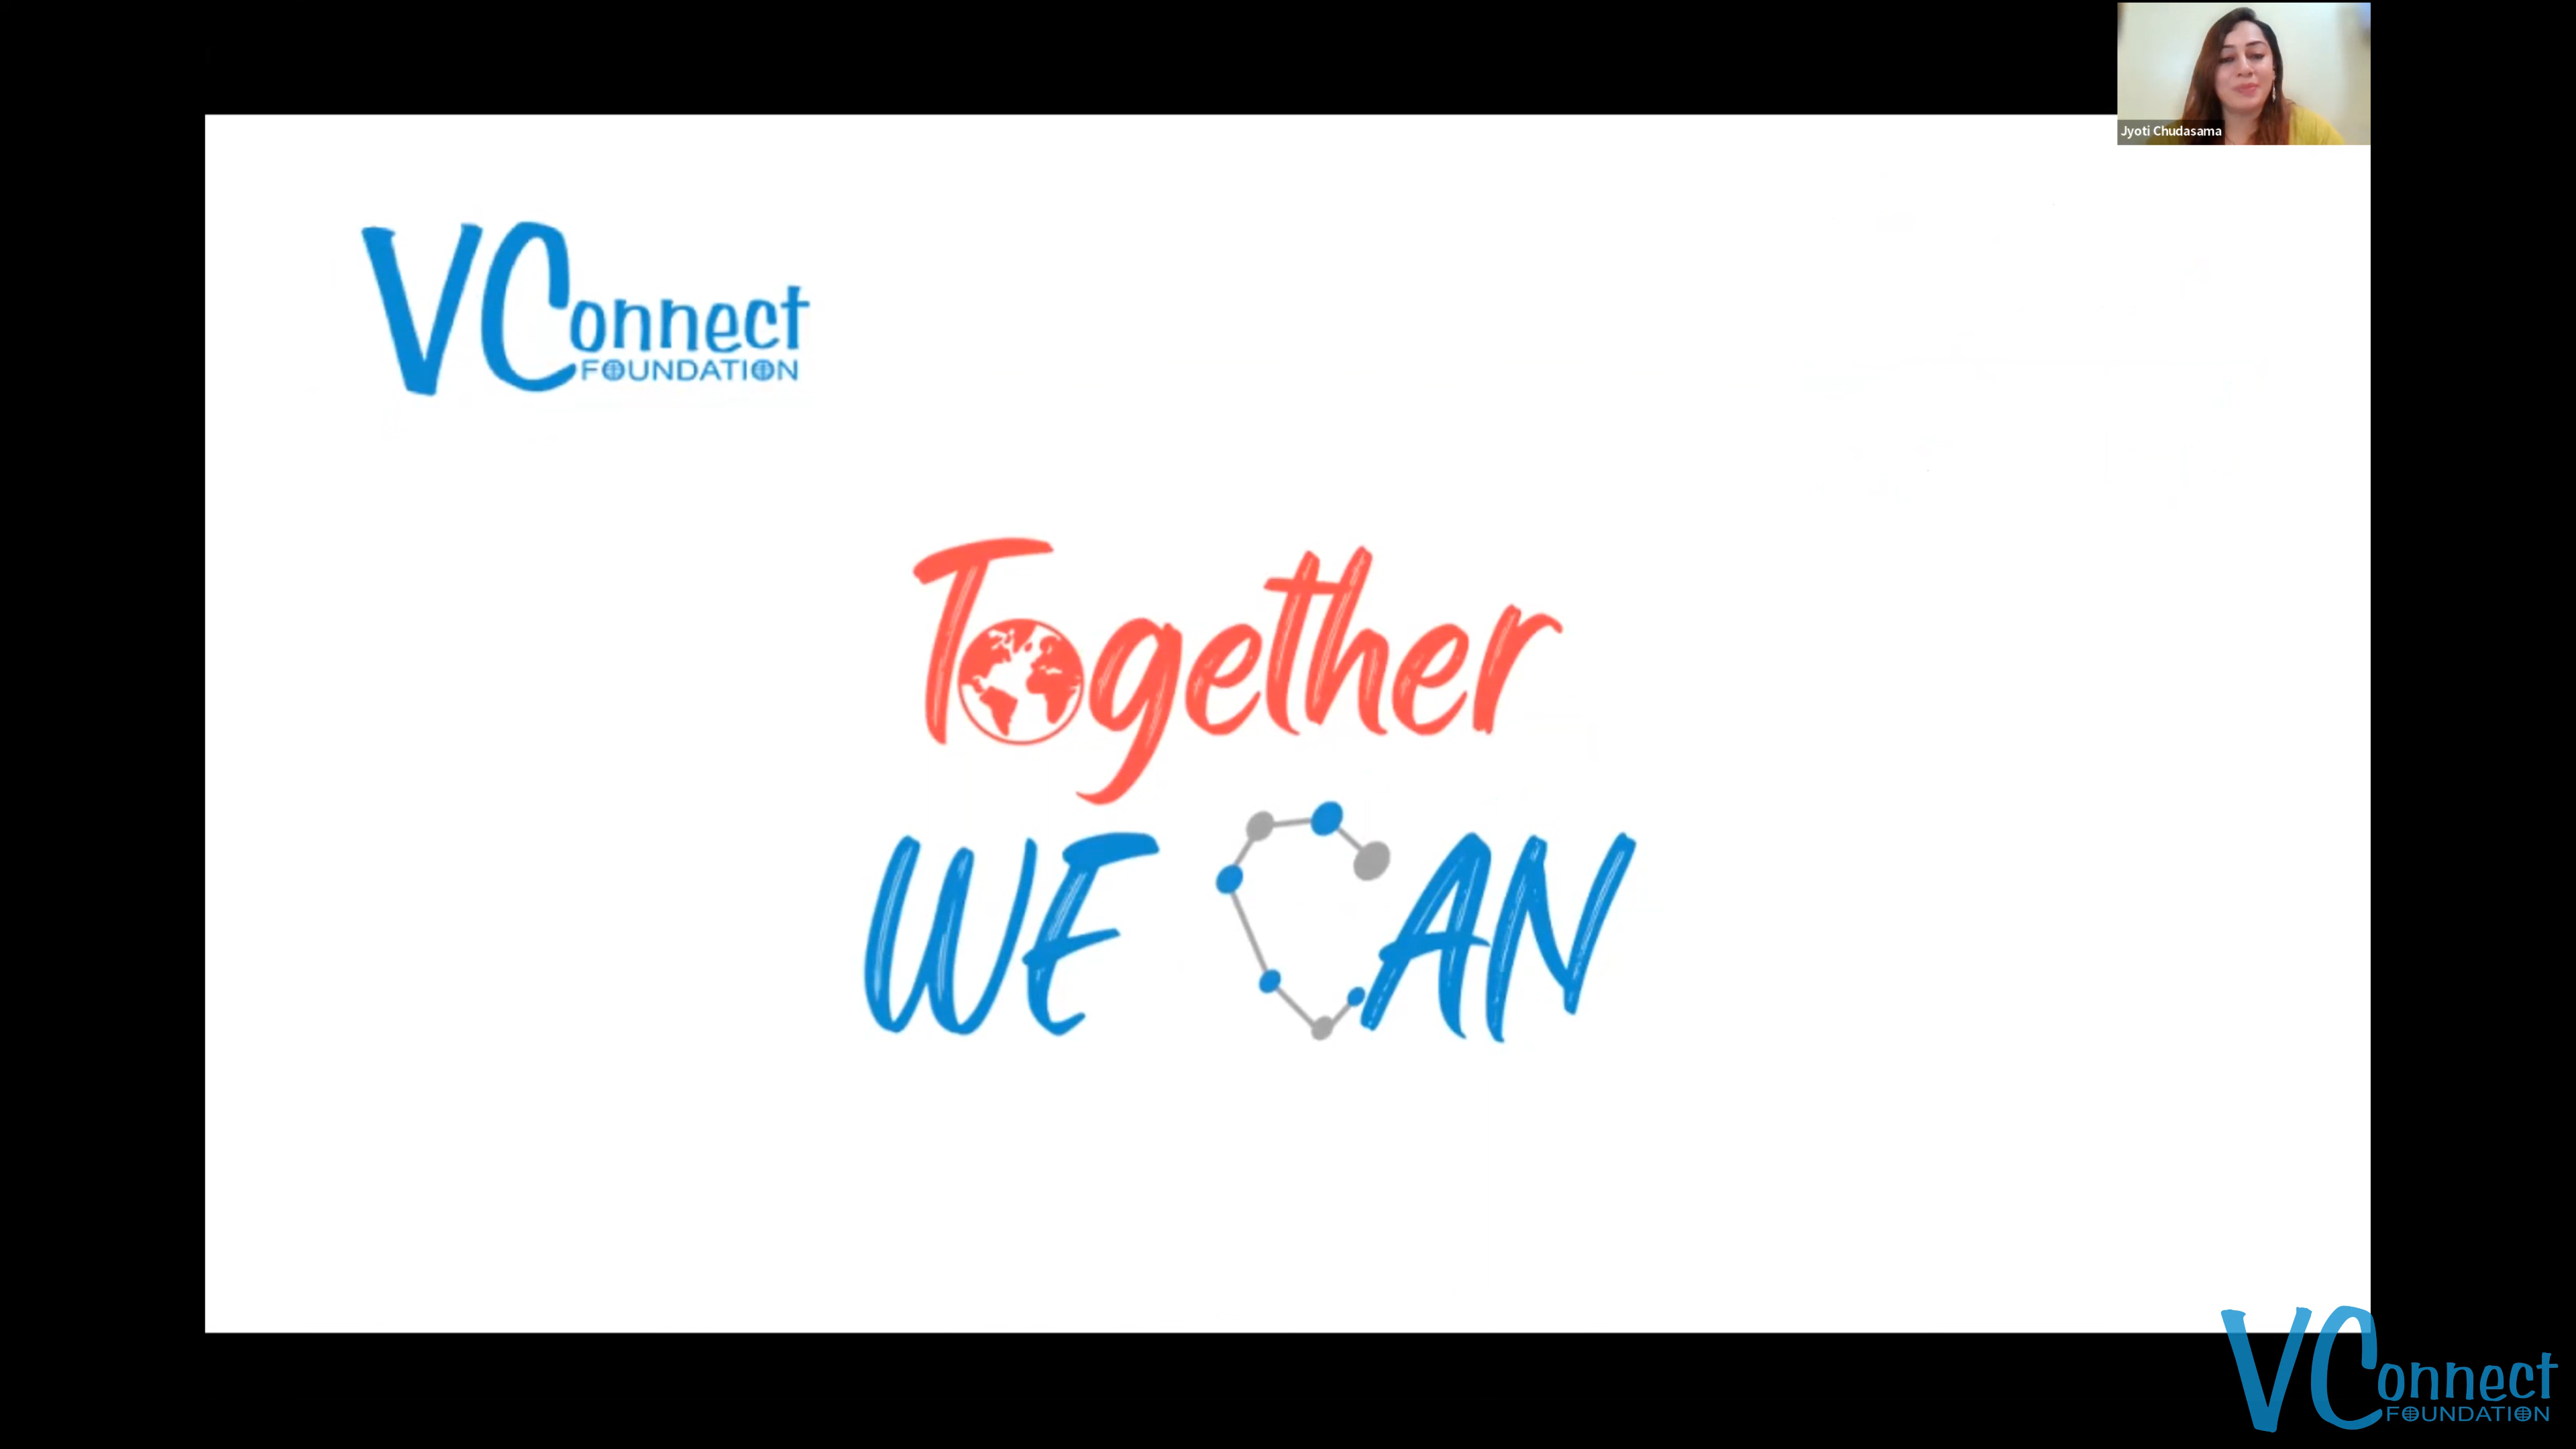 Jyoti Chudasama
VConnect
FOUNDATION
Together
WE CAN
VConnect
FOUNDATION